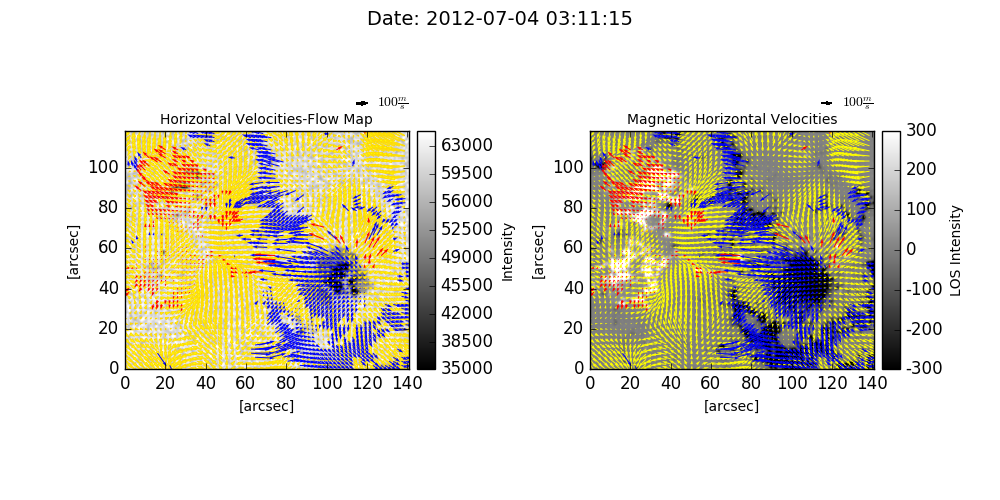 Date: 2012-07-04 03:11:15
100 m/s
100 m/s
Horizontal Velocities-Flow Map
Magnetic Horizontal Velocities
100
80
60
40
20
0
[arcsec]
0 20 40 60 80 100 120 140
[arcsec]
63000
59500
56000
52500
49000
45500
42000
38500
35000
Intensity
100
80
60
40
20
0
[arcsec]
0 20 40 60 80 100 120 140
[arcsec]
300
200
100
0
-100
-200
-300
LOS Intensity